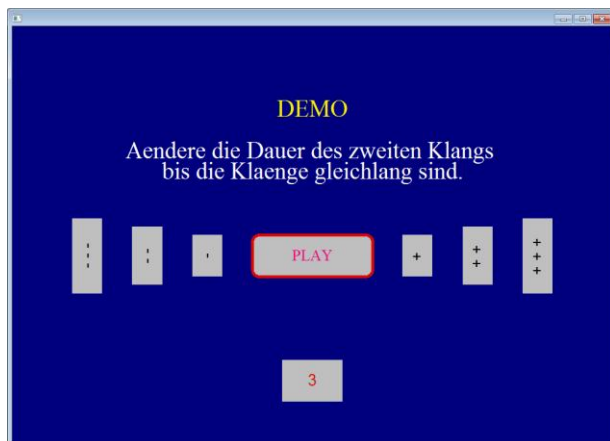 DEMO
Aendere die Dauer des zweiten Klangs
bis die Klaenge gleichlang sind.
- - - - - - PLAY + + + + + +
3